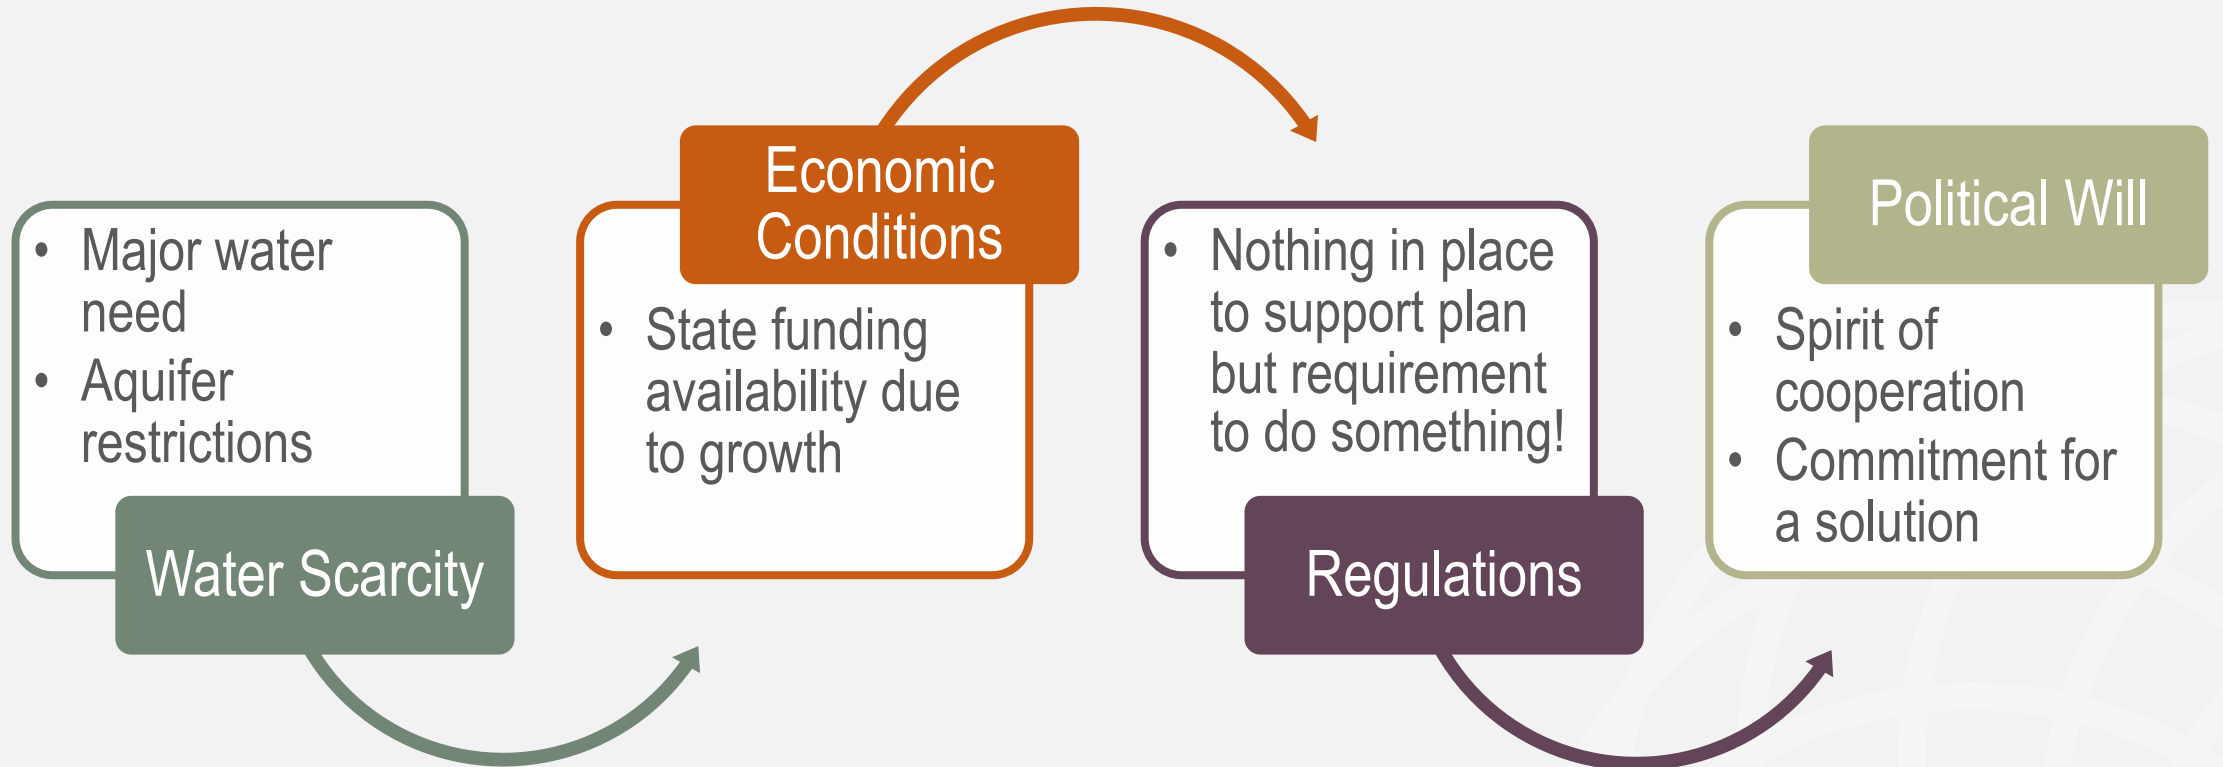 • Major water
need
• Aquifer
restrictions
Water Scarcity
Economic
Conditions
• State funding
availability due
to growth
• Nothing in place
to support plan
but requirement
to do something!
Regulations
Political Will
• Spirit of
cooperation
• Commitment for
a solution